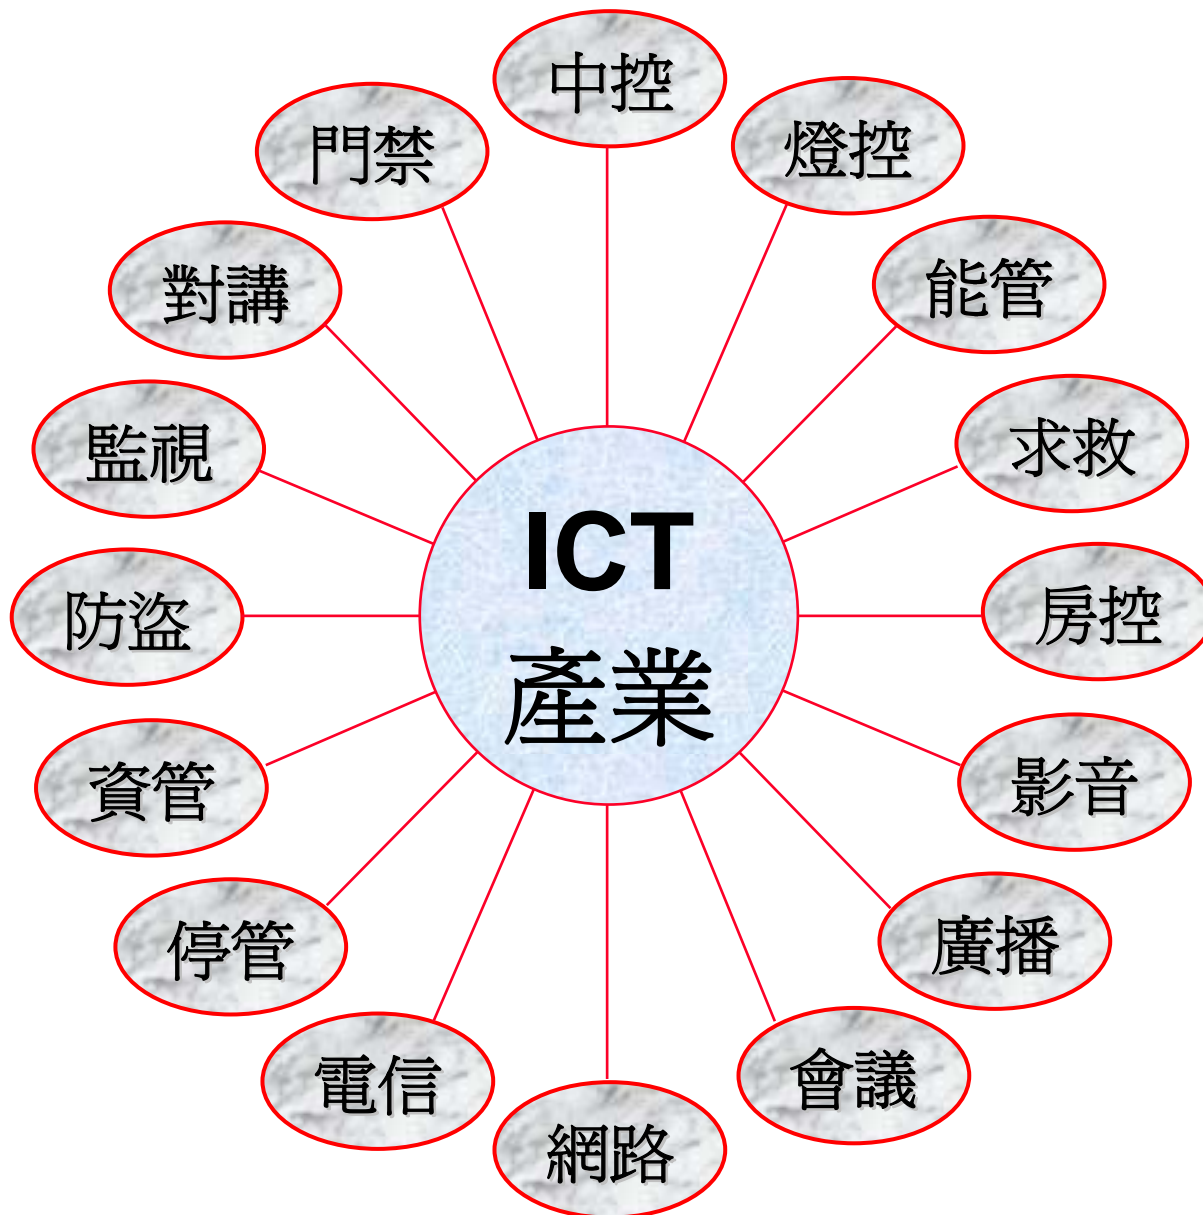 中控
燈控
能管
求救
房控
影音
廣播
會議
網路
電信
停管
資管
防盜
監視
對講
門禁
ICT
產業